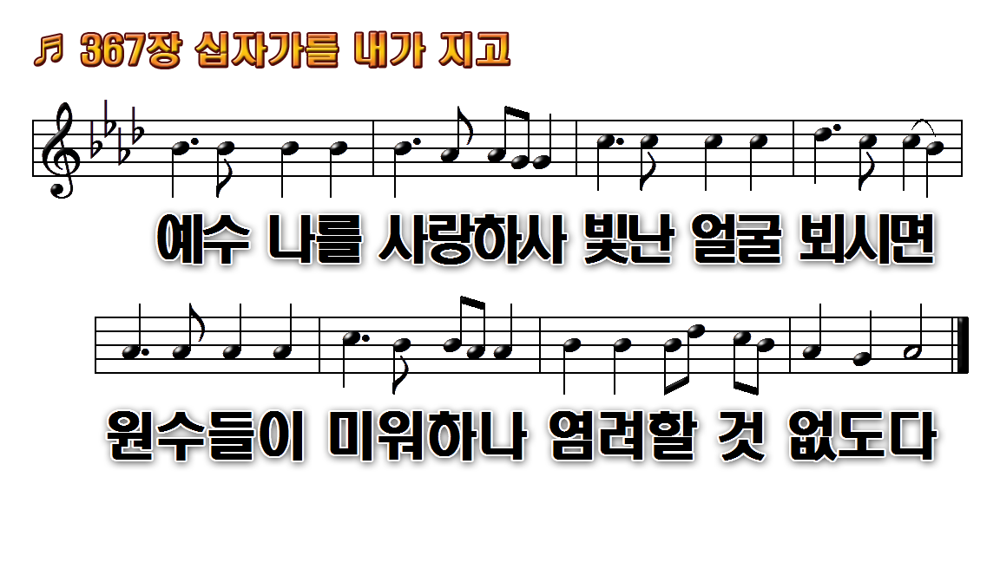 367장 십자가를 내가 지고
예수 나를 사랑하사 빛난 얼굴 뵈시면
원수들이 미워하나 염려할 것 없도다